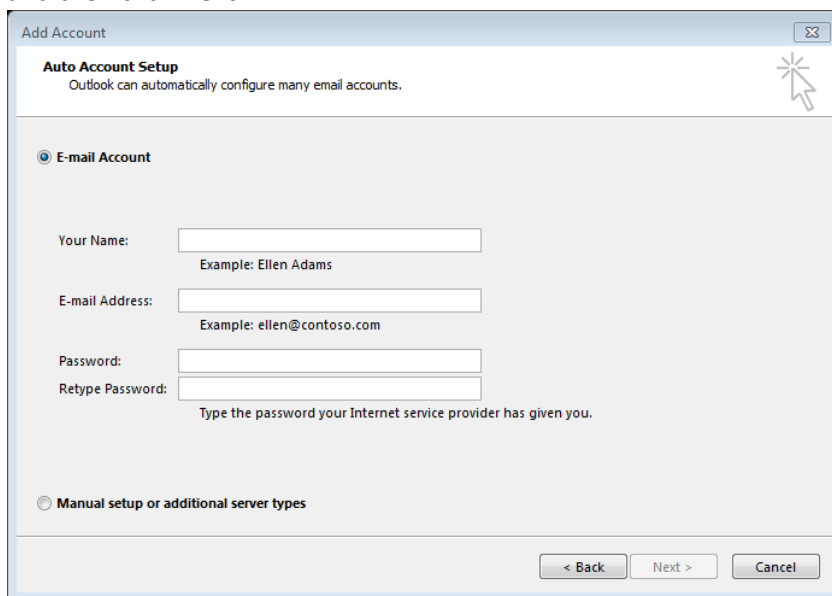 Add Account
Auto Account Setup
Outlook can automatically configure many email accounts.
E-mail Account
Your Name:
Example: Ellen Adams
E-mail Address:
Example: ellen@contoso.com
Password:
Retype Password:
Type the password your Internet service provider has given you.
Manual setup or additional server types
< Back Next > Cancel